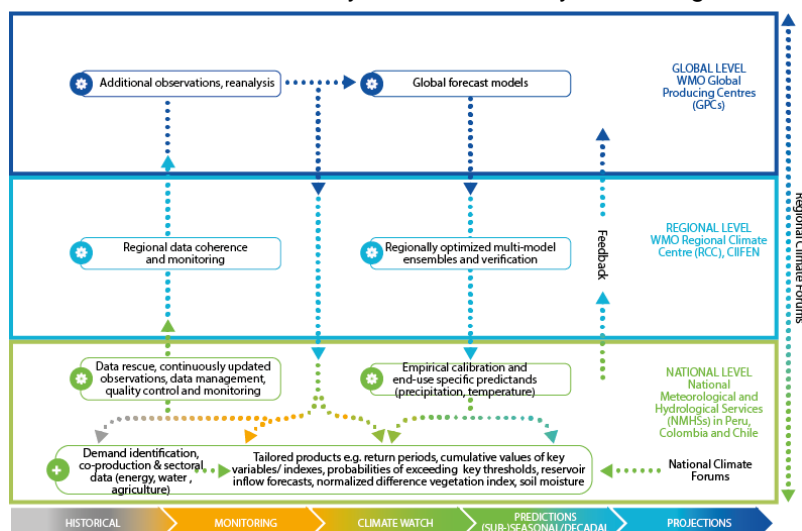 Additional observations, reanalysis
Global forecast models
GLOBAL LEVEL
WMO Global
Producing Centres
(GPCs)
Regional data coherence
and monitoring
Regionally optimized multi-model
ensembles and verification
Feedback
REGIONAL LEVEL
WMO Regional Climate
Centre (RCC), CIIFEN
Regional Climate Forums
Data rescue, continuously updated
observations, data management,
quality control and monitoring
Empirical calibration and
end-use specific predictands
(precipitation, temperature)
NATIONAL LEVEL
National
Meteorological and
Hydrological Services
(NMHSs) in Peru,
Colombia and Chile
Demand identification,
co-production & sectoral
data (energy, water ,
agriculture)
Tailored products e.g. return periods, cumulative values of key
variables/ indexes, probabilities of exceeding key thresholds, reservoir
inflow forecasts, normalized difference vegetation index, soil moisture
National Climate
Forums
HISTORICAL
MONITORING
CLIMATE WATCH
PREDICTIONS
(SUB-)SEASONAL/DECADAL
PROJECTIONS